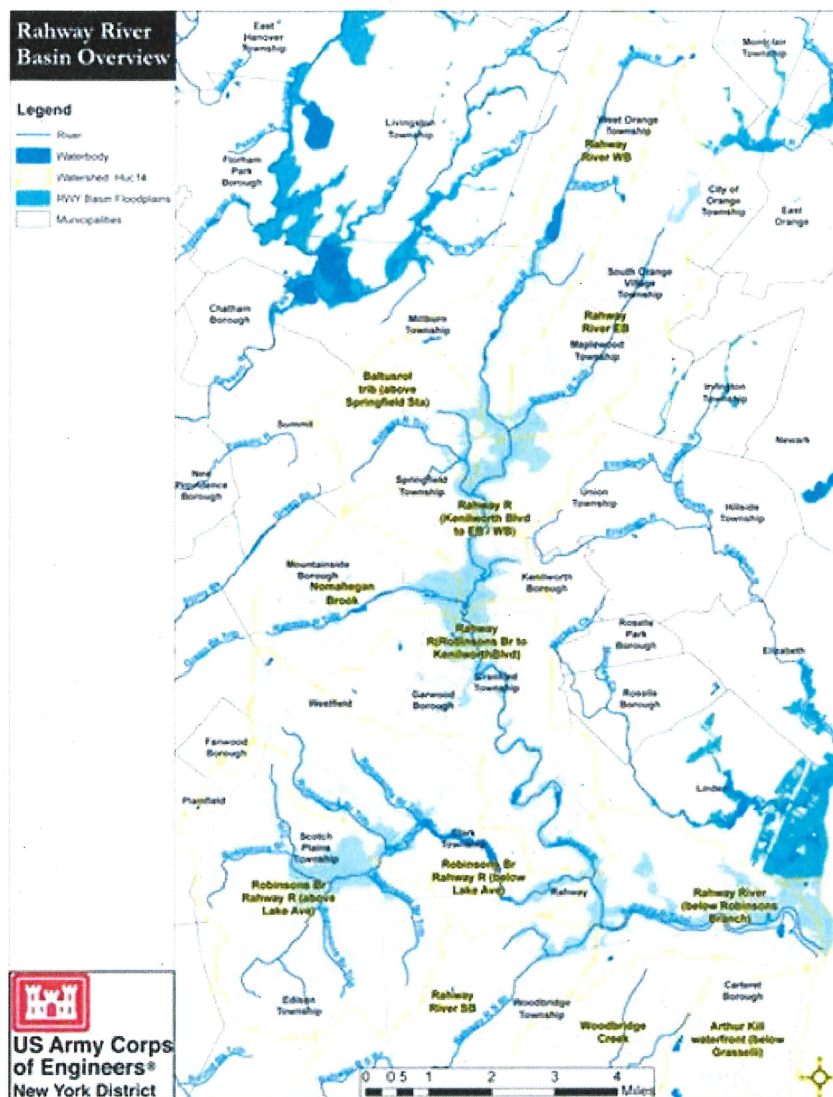 Rahway River
Basin Overview
Legend
River
Waterbody
Watershed: Huc14
RWY Basin Floodplains
Municipalities
East
Hanover
Township
Montclair
Township
Livingston
Township
West Orange
Township
Rahway
River WB
Florham
Park
Borough
City of
Orange
Township
East
Orange
South Orange
Village
Township
Chatham
Borough
Millburn
Township
Rahway
River EB
Maplewood
Township
Baltusrol
trib (above
Springfield Sta)
Irvington
Township
Summit
Newark
Springfield
Township
Providence
Borough
Union
Township
Hillside
Township
Rahway R
(Kenilworth Blvd
to EB / WB)
Mountainside
Borough
Nomahegan
Brook
Kenilworth
Borough
Roselle
Park
Borough
Rahway
R(Robinsons Br to
KenilworthBlvd)
Elizabeth
Cranford
Township
Garwood
Borough
Roselle
Borough
Westfield
Fanwood
Borough
Linden
Plainfield
Scotch
Plains
Township
Clark
Township
Robinsons Br
Rahway R (below
Lake Ave)
Robinsons Br
Rahway R (above
Lake Ave)
Rahway
Rahway River
(below Robinsons
Branch)
Edison
Township
Rahway
River SB
Woodbridge
Township
Woodbridge
Creek
Carteret
Borough
Arthur Kill
waterfront (below
Grasselli)
US Army Corps
of Engineers®
New York District
0 0.5 1 2 3 4
Miles